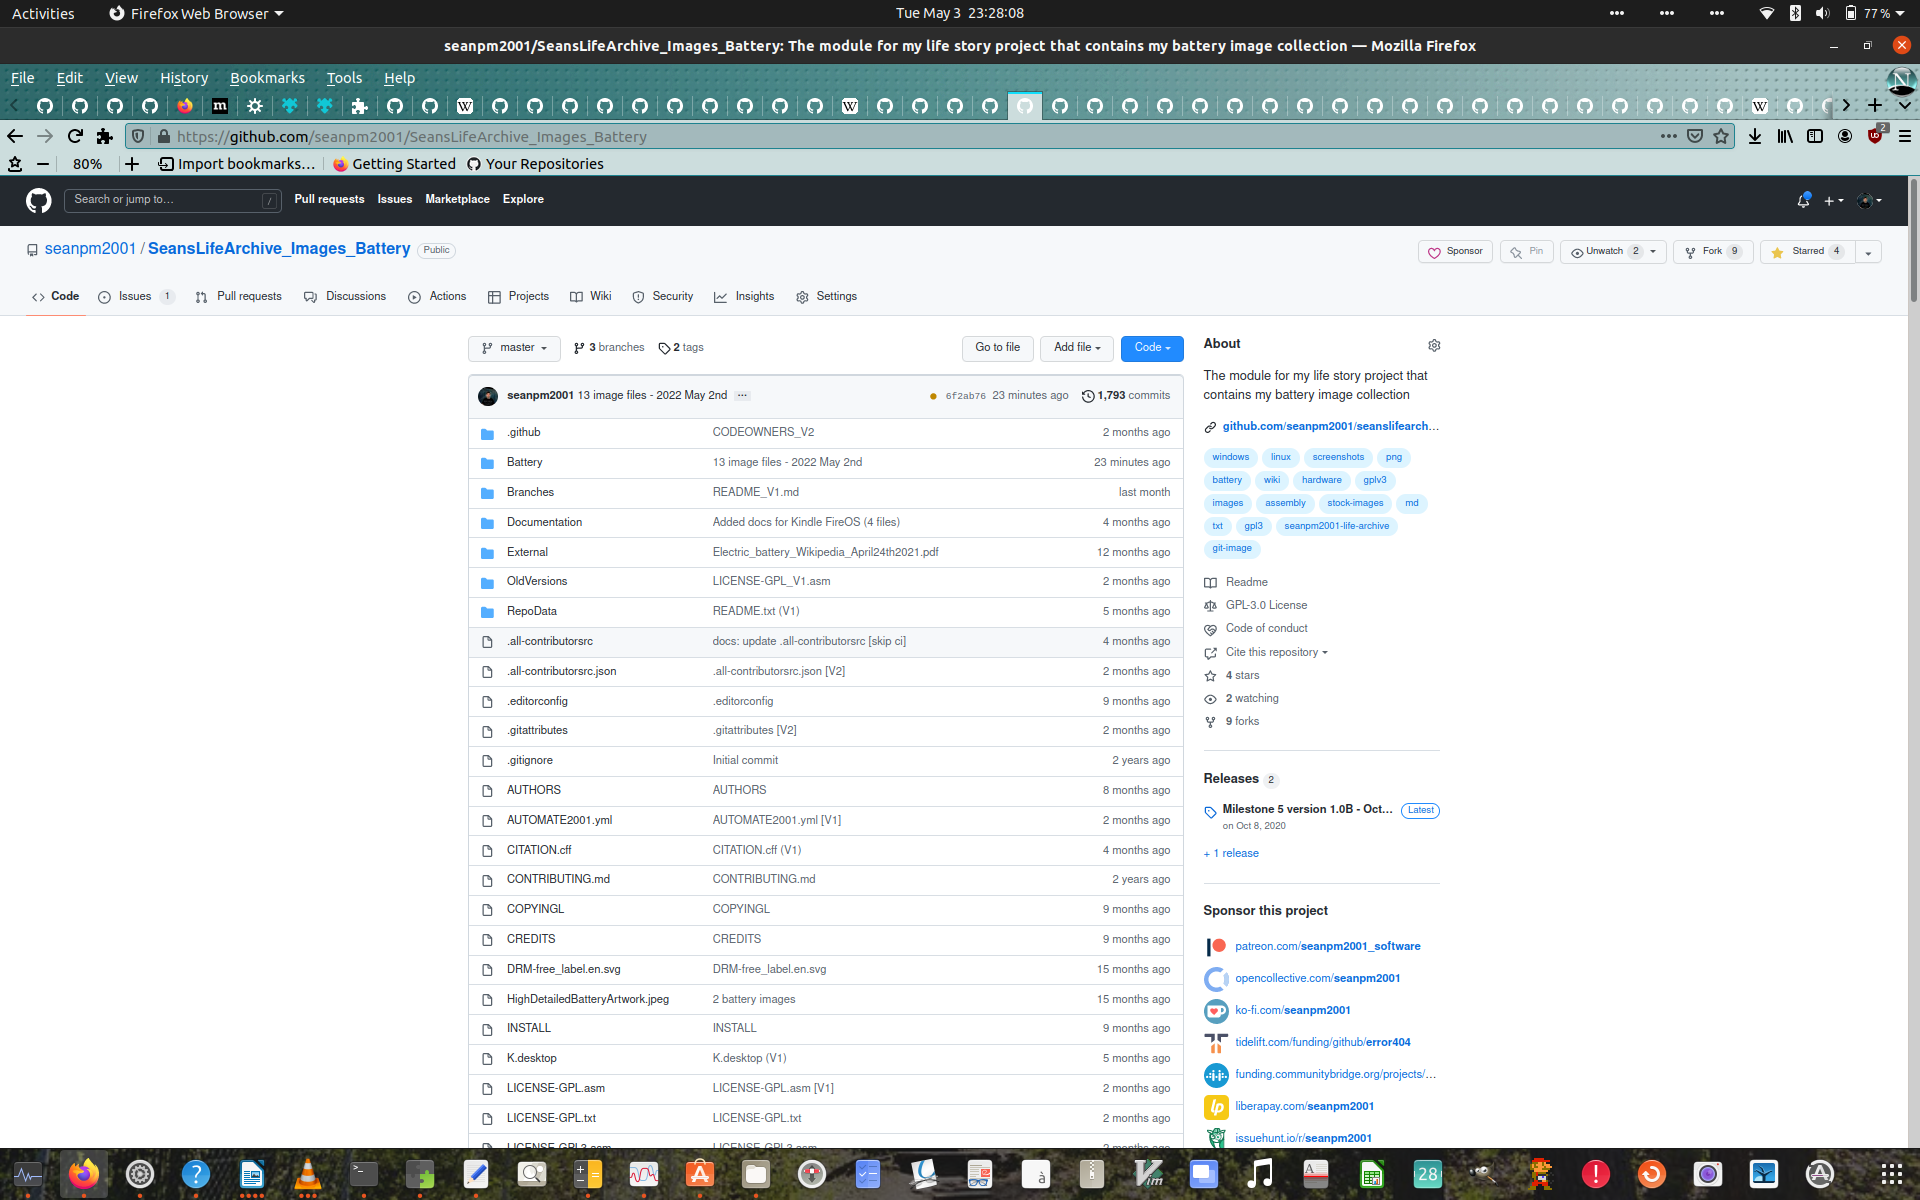 Activities Firefox Web Browser Tue May 3 23:28:08 77 %
seanpm2001/SeansLifeArchive_Images_Battery: The module for my life story project that contains my battery image collection — Mozilla Firefox
File Edit View History Bookmarks Tools Help
https://github.com/seanpm2001/SeansLifeArchive_Images_Battery 2
80% Import bookmarks... Getting Started Your Repositories
Search or jump to... / Pull requests Issues Marketplace Explore
seanpm2001 / SeansLifeArchive_Images_Battery Public Sponsor Pin Unwatch 2 Fork 9 Starred 4
Code Issues 1 Pull requests Discussions Actions Projects Wiki Security Insights Settings
master 3 branches 2 tags Go to file Add file Code
seanpm2001 13 image files - 2022 May 2nd ... 6f2ab76 23 minutes ago 1,793 commits
.github CODEOWNERS_V2 2 months ago
Battery 13 image files - 2022 May 2nd 23 minutes ago
Branches README_V1.md last month
Documentation Added docs for Kindle FireOS (4 files) 4 months ago
External Electric_battery_Wikipedia_April24th2021.pdf 12 months ago
OldVersions LICENSE-GPL_V1.asm 2 months ago
RepoData README.txt (V1) 5 months ago
.all-contributorsrc docs: update .all-contributorsrc [skip ci] 4 months ago
.all-contributorsrc.json .all-contributorsrc.json [V2] 2 months ago
.editorconfig .editorconfig 9 months ago
.gitattributes .gitattributes [V2] 2 months ago
.gitignore Initial commit 2 years ago
AUTHORS AUTHORS 8 months ago
AUTOMATE2001.yml AUTOMATE2001.yml [V1] 2 months ago
CITATION.cff CITATION.cff (V1) 4 months ago
CONTRIBUTING.md CONTRIBUTING.md 2 years ago
COPYINGL COPYINGL 9 months ago
CREDITS CREDITS 9 months ago
DRM-free_label.en.svg DRM-free_label.en.svg 15 months ago
HighDetailedBatteryArtwork.jpeg 2 battery images 15 months ago
INSTALL INSTALL 9 months ago
K.desktop K.desktop (V1) 5 months ago
LICENSE-GPL.asm LICENSE-GPL.asm [V1] 2 months ago
LICENSE-GPL.txt LICENSE-GPL.txt 2 months ago
LICENSE-GPL3.asm LICENSE-GPL3.asm 2 months ago
About
The module for my life story project that
contains my battery image collection
github.com/seanpm2001/seanslifearch...
windows linux screenshots png
battery wiki hardware gplv3
images assembly stock-images md
txt gpl3 seanpm2001-life-archive
git-image
Readme
GPL-3.0 License
Code of conduct
Cite this repository
4 stars
2 watching
9 forks
Releases 2
Milestone 5 version 1.0B - Oct... Latest
on Oct 8, 2020
+ 1 release
Sponsor this project
patreon.com/seanpm2001_software
opencollective.com/seanpm2001
ko-fi.com/seanpm2001
tidelift.com/funding/github/error404
funding.communitybridge.org/projects/...
liberapay.com/seanpm2001
issuehunt.io/r/seanpm2001
28